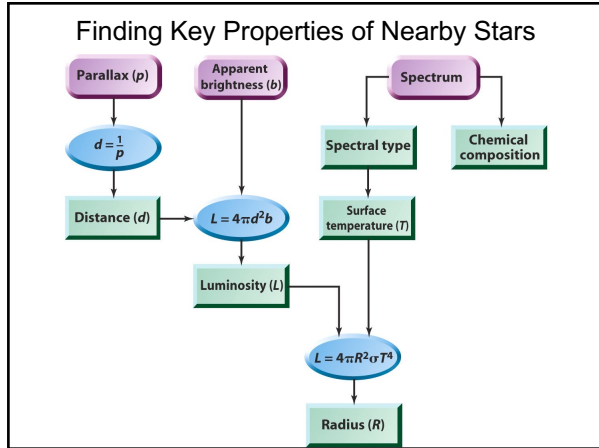 Finding Key Properties of Nearby Stars
Parallax (p)
Apparent
brightness (b)
Spectrum
d = 1/p
Spectral type
Chemical
composition
Distance (d)
L = 4πd²b
Surface
temperature (T)
Luminosity (L)
L = 4πR²σT⁴
Radius (R)